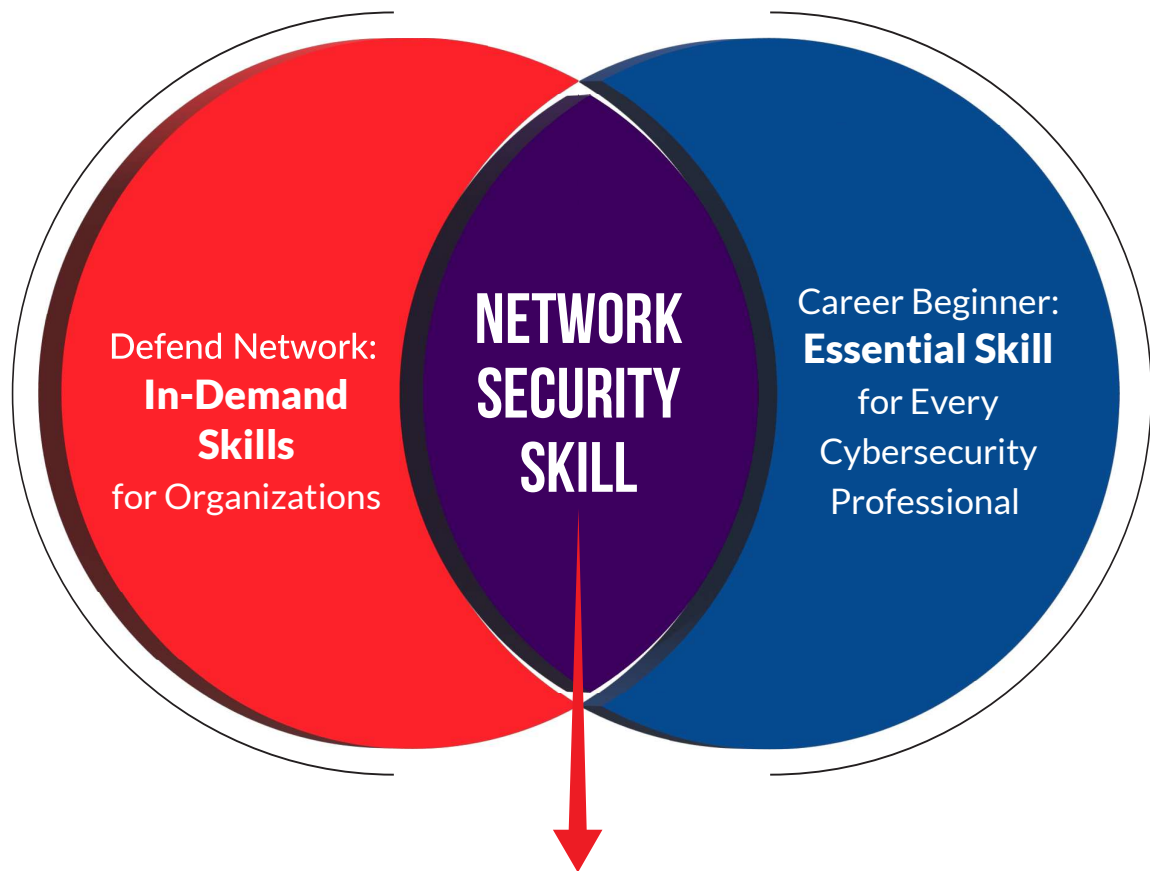 Defend Network:
In-Demand
Skills
for Organizations
NETWORK
SECURITY
SKILL
Career Beginner:
Essential Skill
for Every
Cybersecurity
Professional